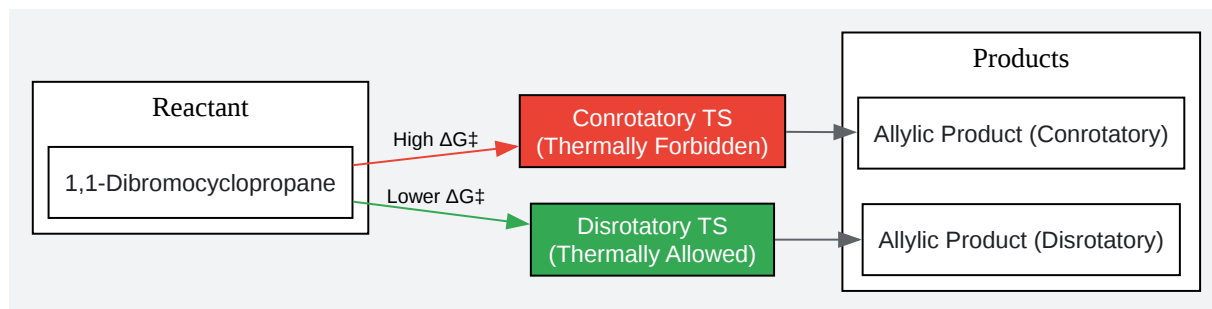 Reactant
1,1-Dibromocyclopropane
High ΔG‡
Lower ΔG‡
Conrotatory TS
(Thermally Forbidden)
Disrotatory TS
(Thermally Allowed)
Products
Allylic Product (Conrotatory)
Allylic Product (Disrotatory)